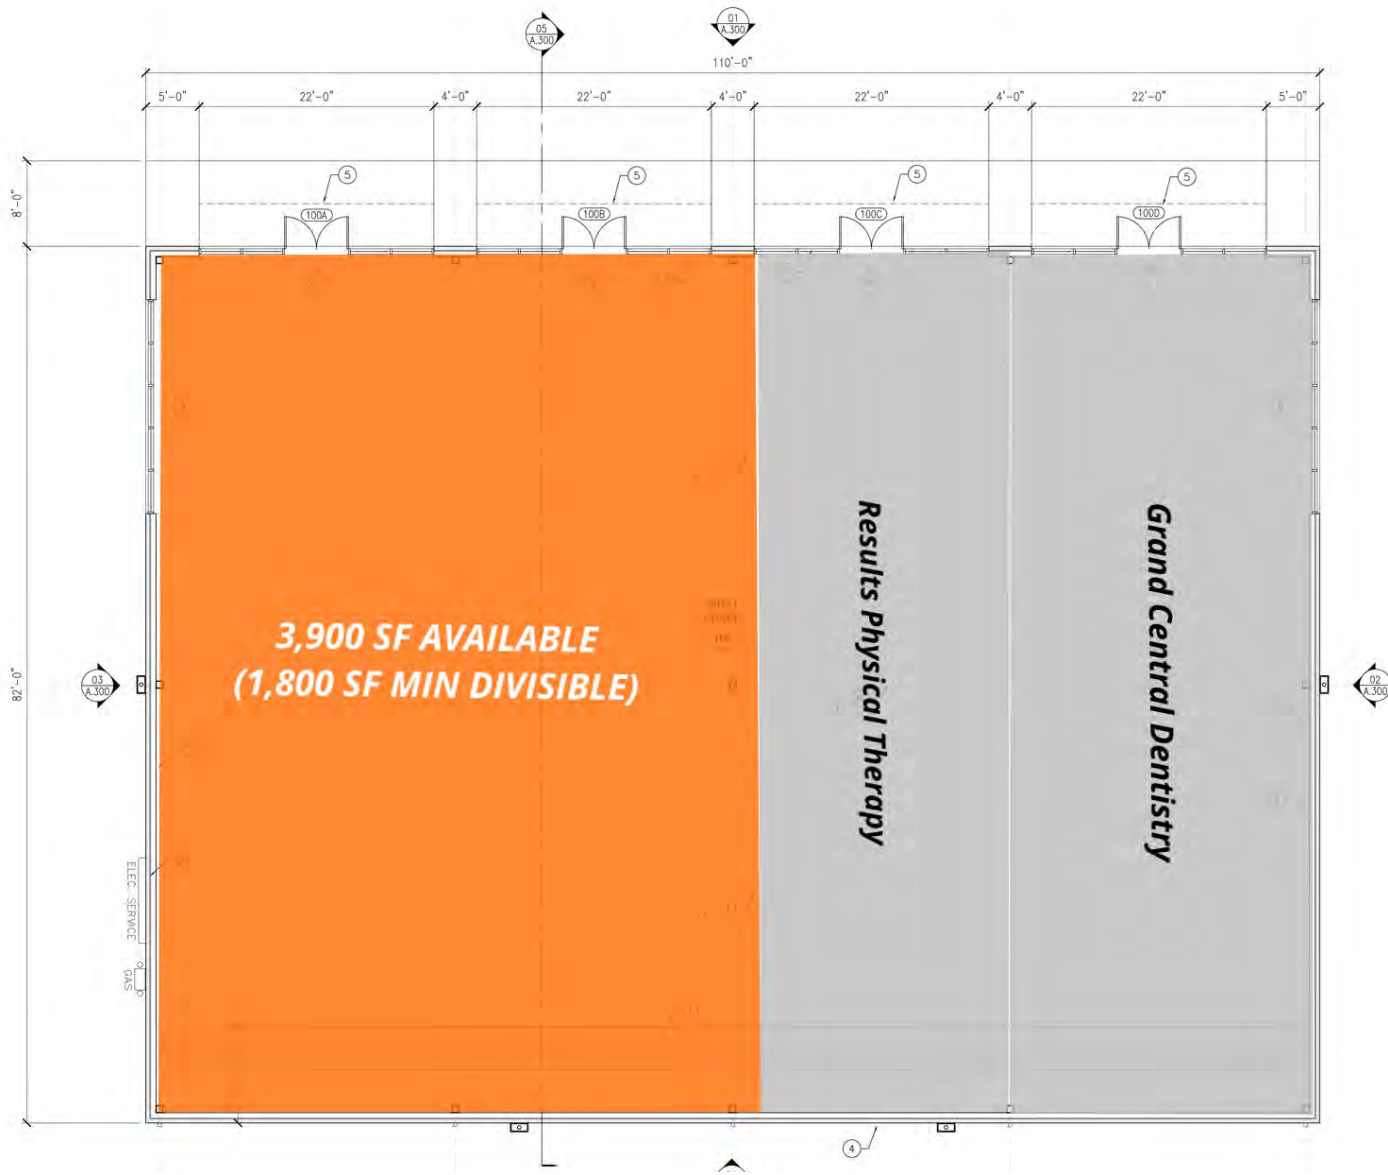 05
A.300
01
A.300
110'-0"
5'-0"
22'-0"
4'-0"
22'-0"
4'-0"
22'-0"
4'-0"
22'-0"
5'-0"
8'-0"
5
5
5
5
100A
100B
100C
100D
82'-0"
3,900 SF AVAILABLE
(1,800 SF MIN DIVISIBLE)
Results Physical Therapy
Grand Central Dentistry
03
A.300
02
A.300
ELEC. SERVICE
GAS
4